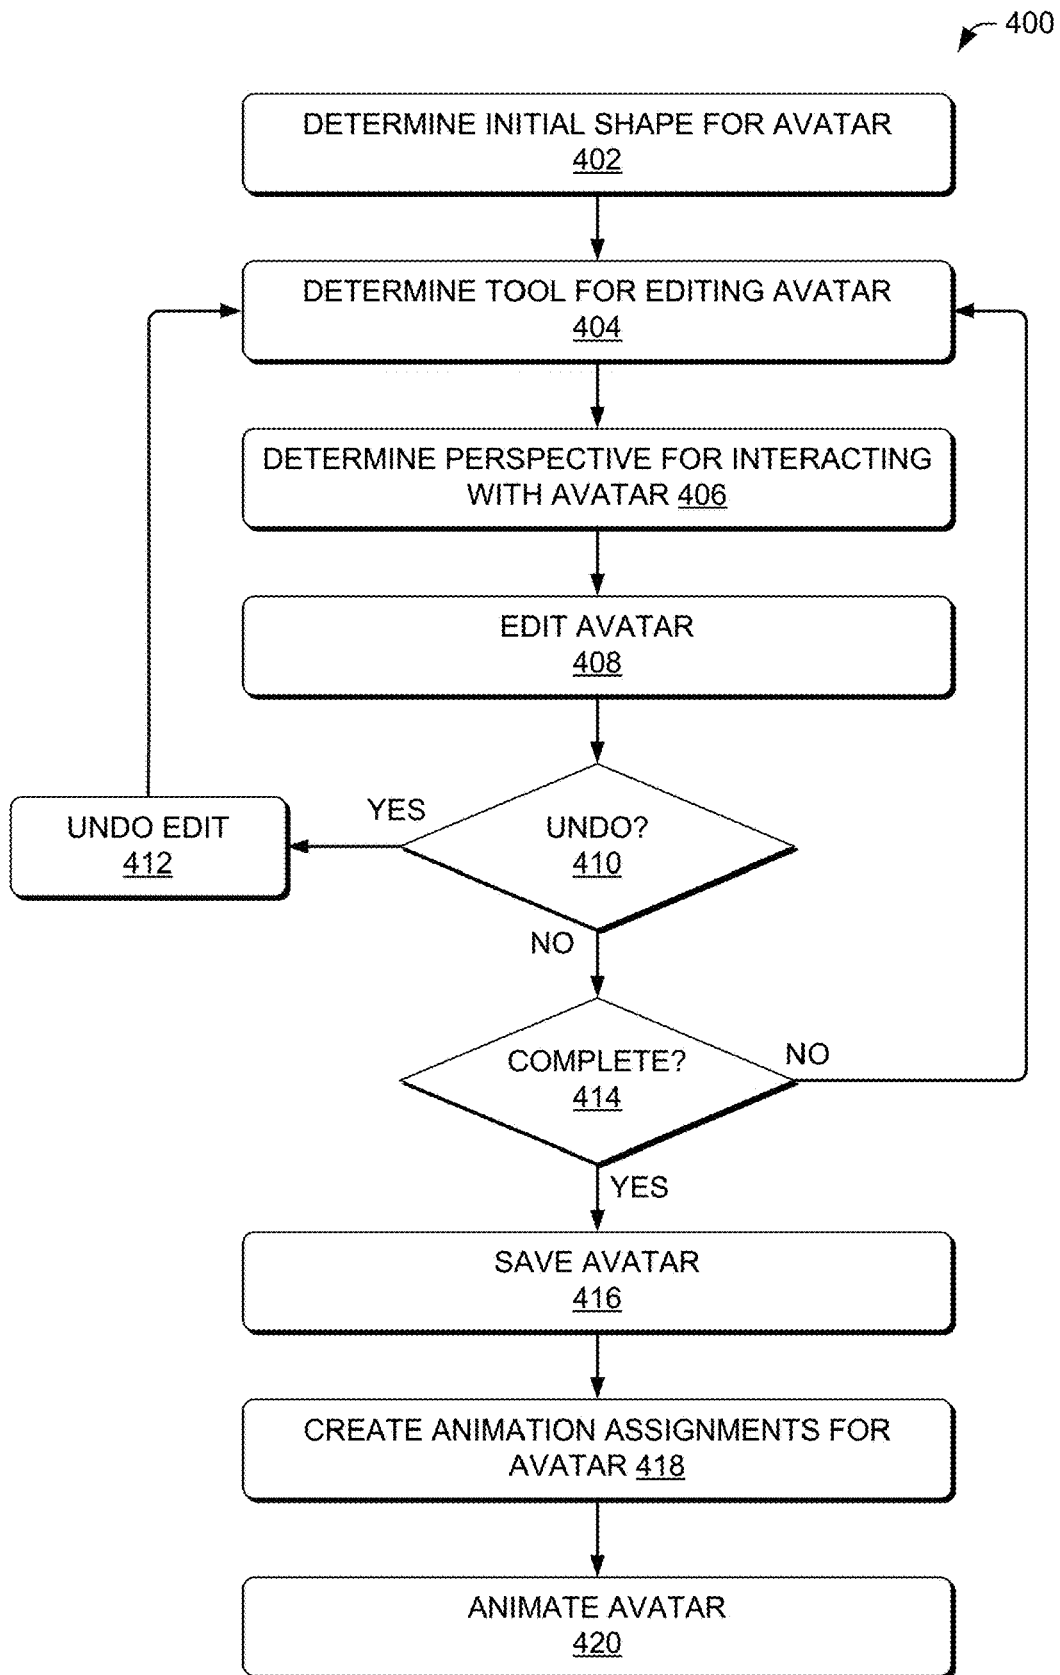 400
DETERMINE INITIAL SHAPE FOR AVATAR
402
DETERMINE TOOL FOR EDITING AVATAR
404
DETERMINE PERSPECTIVE FOR INTERACTING
WITH AVATAR 406
EDIT AVATAR
408
YES
UNDO?
410
UNDO EDIT
412
NO
COMPLETE?
414
NO
YES
SAVE AVATAR
416
CREATE ANIMATION ASSIGNMENTS FOR
AVATAR 418
ANIMATE AVATAR
420